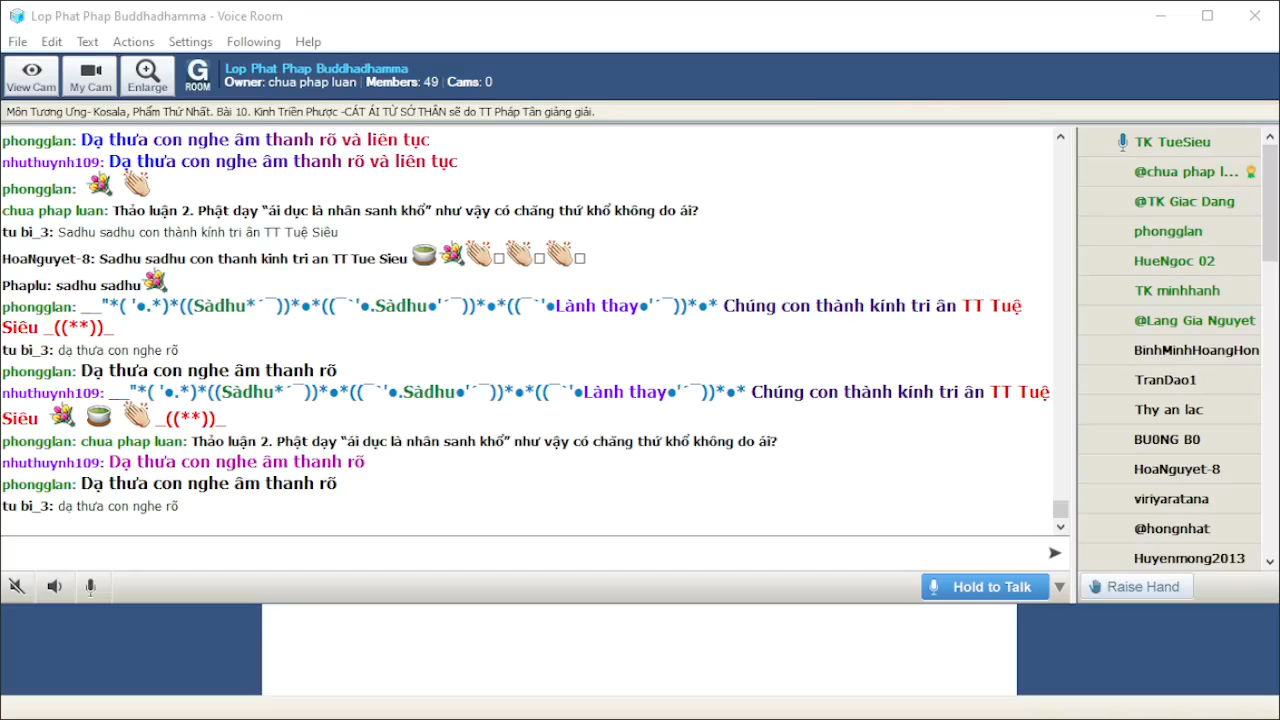 Lop Phat Phap Buddhadhamma - Voice Room
File Edit Text Actions Settings Following Help
View Cam My Cam Enlarge G ROOM
Lop Phat Phap Buddhadhamma
Owner: chua phap luan | Members: 49 | Cams: 0
Môn Tương Ưng- Kosala, Phẩm Thứ Nhất. Bài 10. Kinh Triền Phược -CÁT ÁI TỪ SỞ THÂN sẽ do TT Pháp Tân giảng giải.
phongglan: Dạ thưa con nghe âm thanh rõ và liên tục
nhuthuynh109: Dạ thưa con nghe âm thanh rõ và liên tục
phongglan:
chua phap luan: Thảo luận 2. Phật dạy “ái dục là nhân sanh khổ” như vậy có chăng thứ khổ không do ái?
tu bi_3: Sadhu sadhu con thành kính tri ân TT Tuệ Siêu
HoaNguyet-8: Sadhu sadhu con thanh kinh tri an TT Tue Sieu
Phaplu: sadhu sadhu
phongglan: __"*( '●.*)*((Sàdhu*´¯))*●*((¯`'●.Sàdhu●'´¯))*●*((¯`'●Lành thay●'´¯))*●* Chúng con thành kính tri ân TT Tuệ
Siêu _((**))_
tu bi_3: dạ thưa con nghe rõ
phongglan: Dạ thưa con nghe âm thanh rõ
nhuthuynh109: __"*( '●.*)*((Sàdhu*´¯))*●*((¯`'●.Sàdhu●'´¯))*●*((¯`'●Lành thay●'´¯))*●* Chúng con thành kính tri ân TT Tuệ
Siêu _((**))_
phongglan: chua phap luan: Thảo luận 2. Phật dạy “ái dục là nhân sanh khổ” như vậy có chăng thứ khổ không do ái?
nhuthuynh109: Dạ thưa con nghe âm thanh rõ
phongglan: Dạ thưa con nghe âm thanh rõ
tu bi_3: dạ thưa con nghe rõ
TK TueSieu
@chua phap l...
@TK Giac Dang
phongglan
HueNgoc 02
TK minhhanh
@Lang Gia Nguyet
BinhMinhHoangHon
TranDao1
Thy an lac
BU0NG B0
HoaNguyet-8
viriyaratana
@hongnhat
Huyenmong2013
Hold to Talk
Raise Hand